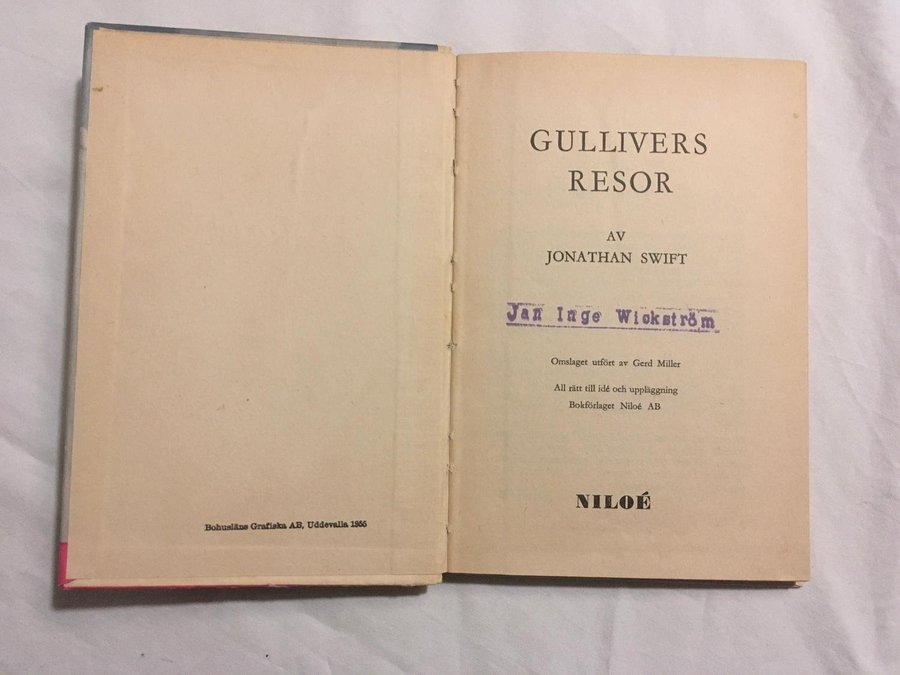 Bohusläns Grafiska AB, Uddevalla 1955
GULLIVERS
RESOR
AV
JONATHAN SWIFT
Jan Inge Wickström
Omslaget utfört av Gerd Miller
All rätt till idé och uppläggning
Bokförlaget Niloé AB
NILOÉ